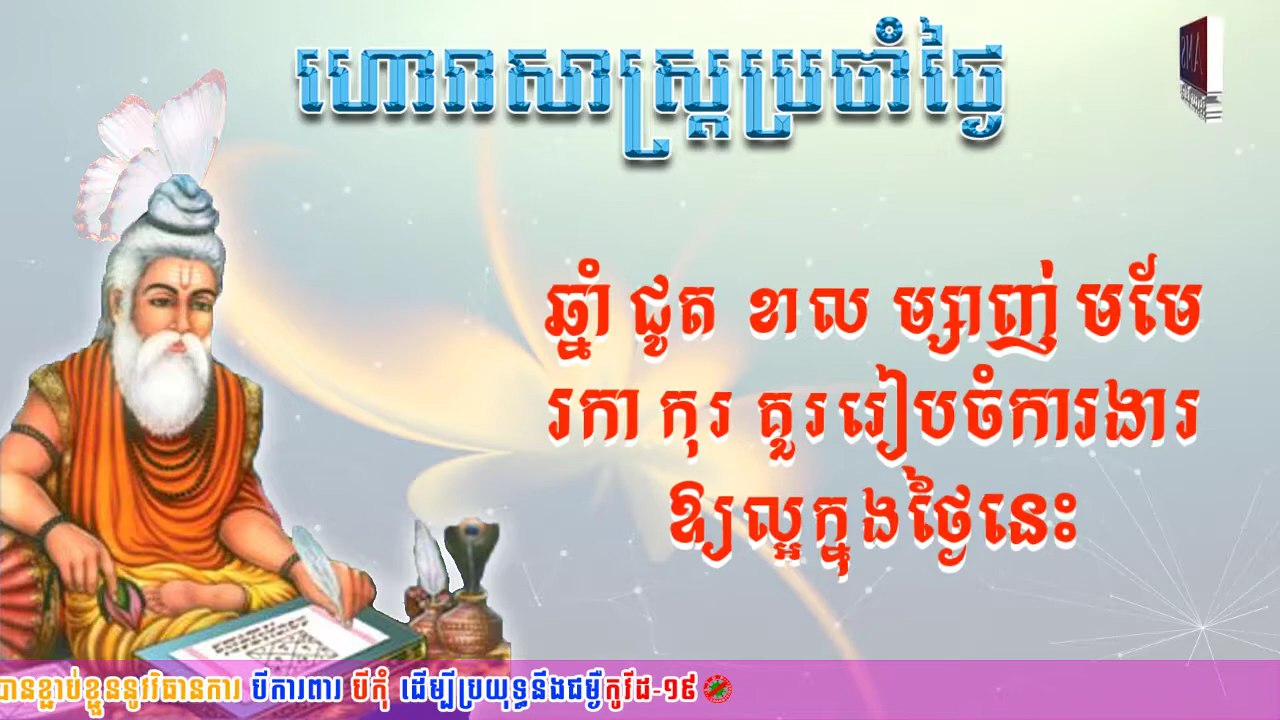 ហោរាសាស្ត្រប្រចាំថ្ងៃ
ឆ្នាំ ជូត ខាល ម្សាញ់ មមែ
រកា កុរ គួររៀបចំការងារ
ឱ្យល្អក្នុងថ្ងៃនេះ
បានខ្ជាប់ខ្ជួននូវវិធានការ បីការពារ បីកុំ ដើម្បីប្រយុទ្ធនឹងជម្ងឺកូវីដ-១៩